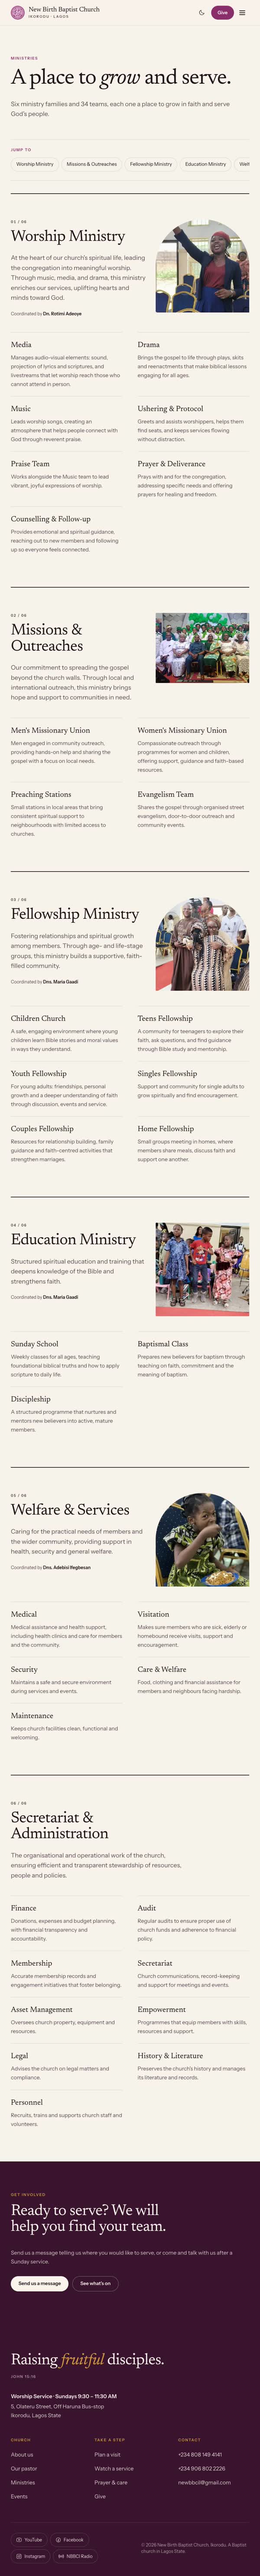 New Birth Baptist Church
IKORODU · LAGOS
Give
MINISTRIES
A place to grow and serve.
Six ministry families and 34 teams, each one a place to grow in faith and serve
God's people.
JUMP TO
Worship Ministry
Missions & Outreaches
Fellowship Ministry
Education Ministry
01 / 06
Worship Ministry
At the heart of our church's spiritual life, leading
the congregation into meaningful worship.
Through music, media, and drama, this ministry
enriches our services, uplifting hearts and
minds toward God.
Coordinated by Dn. Rotimi Adeoye
Media
Manages audio-visual elements: sound,
projection of lyrics and scriptures, and
livestreams that let worship reach those who
cannot attend in person.
Drama
Brings the gospel to life through plays, skits
and reenactments that make biblical lessons
engaging for all ages.
Music
Leads worship songs, creating an
atmosphere that helps people connect with
God through reverent praise.
Ushering & Protocol
Greets and assists worshippers, helps them
find seats, and keeps services flowing
without distraction.
Praise Team
Works alongside the Music team to lead
vibrant, joyful expressions of worship.
Prayer & Deliverance
Prays with and for the congregation,
addressing specific needs and offering
prayers for healing and freedom.
Counselling & Follow-up
Provides emotional and spiritual guidance,
reaching out to new members and following
up so everyone feels connected.
02 / 06
Missions &
Outreaches
Our commitment to spreading the gospel
beyond the church walls. Through local and
international outreach, this ministry brings
hope and support to communities in need.
Men's Missionary Union
Men engaged in community outreach,
providing hands-on help and sharing the
gospel with a focus on local needs.
Women's Missionary Union
Compassionate outreach through
programmes for women and children,
offering support, guidance and faith-based
resources.
Preaching Stations
Small stations in local areas that bring
consistent spiritual support to
neighbourhoods with limited access to
churches.
Evangelism Team
Shares the gospel through organised street
evangelism, door-to-door outreach and
community events.
03 / 06
Fellowship Ministry
Fostering relationships and spiritual growth
among members. Through age- and life-stage
groups, this ministry builds a supportive, faith-
filled community.
Coordinated by Dns. Maria Gaadi
Children Church
A safe, engaging environment where young
children learn Bible stories and moral values
in ways they understand.
Teens Fellowship
A community for teenagers to explore their
faith, ask questions, and find guidance
through Bible study and mentorship.
Youth Fellowship
For young adults: friendships, personal
growth and a deeper understanding of faith
through discussion, events and service.
Singles Fellowship
Support and community for single adults to
grow spiritually and find encouragement.
Couples Fellowship
Resources for relationship building, family
guidance and faith-centred activities that
strengthen marriages.
Home Fellowship
Small groups meeting in homes, where
members share meals, discuss faith and
support one another.
04 / 06
Education Ministry
Structured spiritual education and training that
deepens knowledge of the Bible and
strengthens faith.
Coordinated by Dns. Maria Gaadi
Sunday School
Weekly classes for all ages, teaching
foundational biblical truths and how to apply
scripture to daily life.
Baptismal Class
Prepares new believers for baptism through
teaching on faith, commitment and the
meaning of baptism.
Discipleship
A structured programme that nurtures and
mentors new believers into active, mature
members.
05 / 06
Welfare & Services
Caring for the practical needs of members and
the wider community, providing support in
health, security and general welfare.
Coordinated by Dns. Adebisi Ifegbesan
Medical
Medical assistance and health support,
including health clinics and care for members
and the community.
Visitation
Makes sure members who are sick, elderly or
homebound receive visits, support and
encouragement.
Security
Maintains a safe and secure environment
during services and events.
Care & Welfare
Food, clothing and financial assistance for
members and neighbours facing hardship.
Maintenance
Keeps church facilities clean, functional and
welcoming.
06 / 06
Secretariat &
Administration
The organisational and operational work of the church,
ensuring efficient and transparent stewardship of resources,
people and policies.
Finance
Donations, expenses and budget planning,
with financial transparency and
accountability.
Audit
Regular audits to ensure proper use of
church funds and adherence to financial
policy.
Membership
Accurate membership records and
engagement initiatives that foster belonging.
Secretariat
Church communications, record-keeping
and support for meetings and events.
Asset Management
Oversees church property, equipment and
resources.
Empowerment
Programmes that equip members with skills,
resources and support.
Legal
Advises the church on legal matters and
compliance.
History & Literature
Preserves the church's history and manages
its literature and records.
Personnel
Recruits, trains and supports church staff and
volunteers.
GET INVOLVED
Ready to serve? We will
help you find your team.
Send us a message telling us where you would like to serve, or come and talk with us after a
Sunday service.
Send us a message
See what's on
Raising fruitful disciples.
JOHN 15:16
Worship Service · Sundays 9:30 – 11:30 AM
5, Olateru Street, Off Haruna Bus-stop
Ikorodu, Lagos State
CHURCH
About us
Our pastor
Ministries
Events
TAKE A STEP
Plan a visit
Watch a service
Prayer & care
Give
CONTACT
+234 808 149 4141
+234 906 802 2226
newbbcii@gmail.com
YouTube
Facebook
Instagram
NBBCI Radio
© 2026 New Birth Baptist Church, Ikorodu. A Baptist
church in Lagos State.